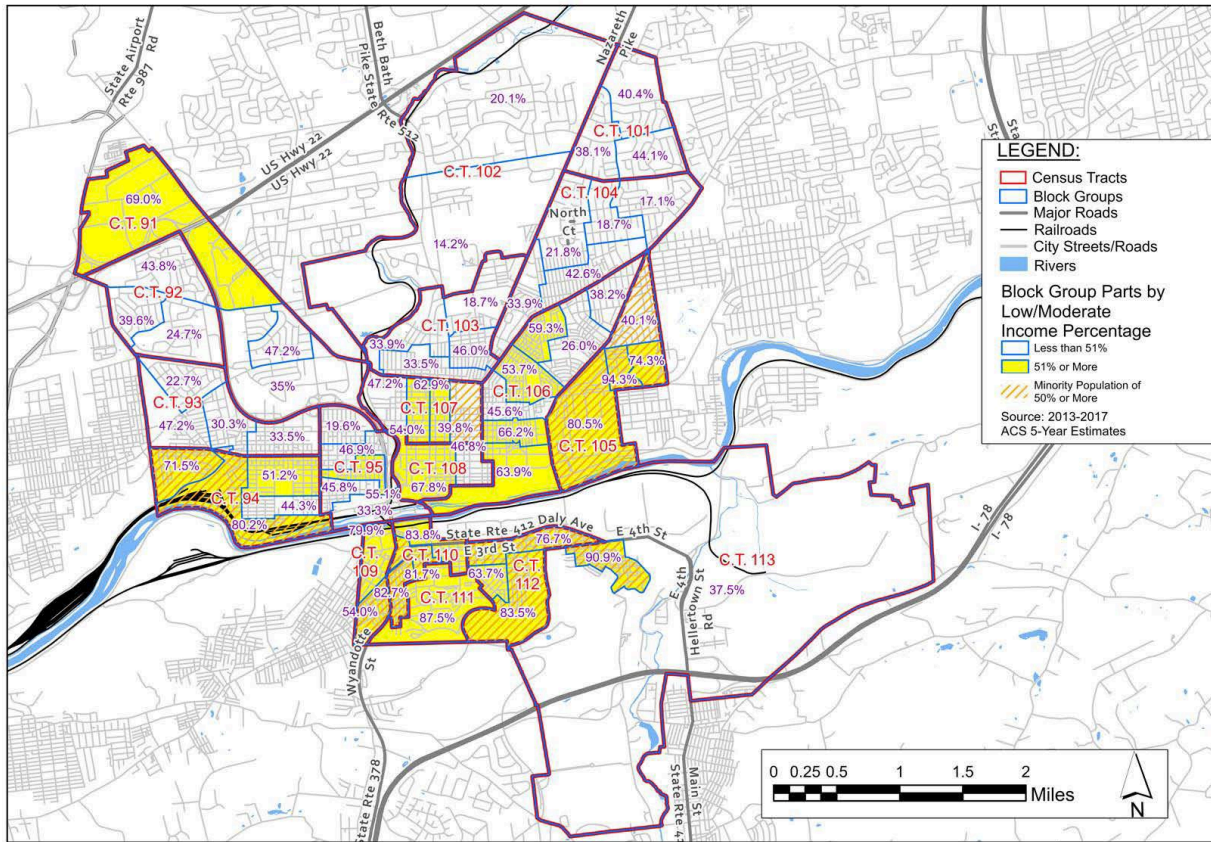 State Airport
Rte 987 Rd
Beth Bath
Pike State Rte 512
Nazareth
Pike
US Hwy 22
US Hwy 22
20.1%
40.4%
C.T. 101
38.1%
44.1%
C.T. 102
C.T. 104
17.1%
North
Ct
18.7%
69.0%
C.T. 91
14.2%
21.8%
42.6%
43.8%
C.T. 92
39.6%
24.7%
47.2%
35%
18.7%
33.9%
38.2%
C.T. 103
59.3%
40.1%
33.9%
46.0%
26.0%
33.5%
53.7%
74.3%
94.3%
22.7%
C.T. 93
47.2%
30.3%
33.5%
47.2%
62.9%
C.T. 107
C.T. 106
45.6%
19.6%
54.0%
39.8%
66.2%
80.5%
46.9%
46.8%
C.T. 105
71.5%
51.2%
C.T. 95
C.T. 108
63.9%
45.8%
67.8%
C.T. 94
44.3%
55.1%
33.3%
80.2%
79.9%
83.8%
State Rte 412
Daly Ave
76.7%
E 4th St
C.T.
109
C.T. 110
E 3rd St
90.9%
C.T. 113
81.7%
63.7%
C.T.
112
E 4th
37.5%
82.7%
C.T. 111
54.0%
87.5%
83.5%
Hellertown St
Rd
Wyandotte
St
State Rte 378
Main St
I-78
I-78
LEGEND:
Census Tracts
Block Groups
Major Roads
Railroads
City Streets/Roads
Rivers
Block Group Parts by
Low/Moderate
Income Percentage
Less than 51%
51% or More
Minority Population of
50% or More
Source: 2013-2017
ACS 5-Year Estimates
0 0.25 0.5 1 1.5 2
Miles
N